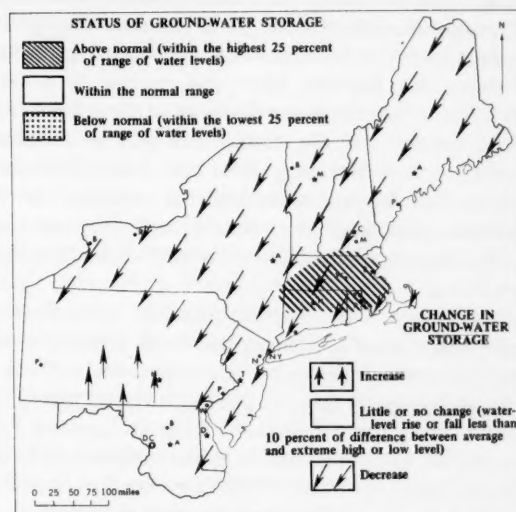 STATUS OF GROUND-WATER STORAGE
Above normal (within the highest 25 percent
of range of water levels)
Within the normal range
Below normal (within the lowest 25 percent
of range of water levels)
N
B
M
A
P
C
M
B
A
P
N
NY
T
P
D
B
DC
A
CHANGE IN
GROUND-WATER
STORAGE
Increase
Little or no change (water-
level rise or fall less than
10 percent of difference between average
and extreme high or low level)
Decrease
0 25 50 75 100 miles